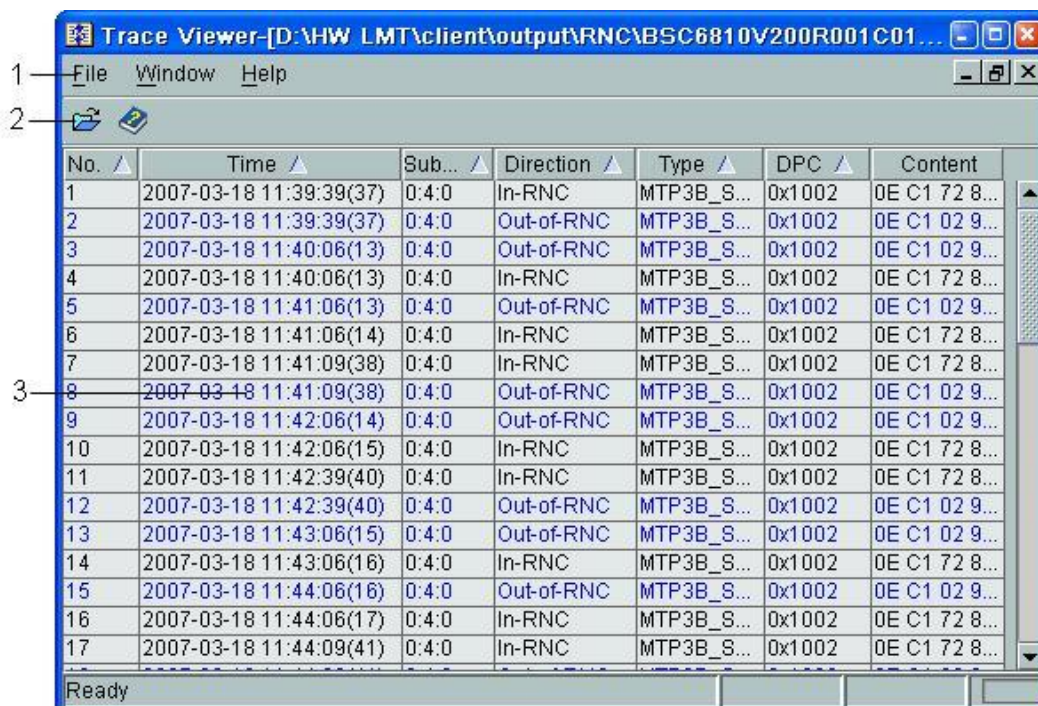 Trace Viewer-[D:\HW LMT\client\output\RNC\BSC6810V200R001C01...
1 File Window Help
2
No. Time Sub... Direction Type DPC Content
1 2007-03-18 11:39:39(37) 0:4:0 In-RNC MTP3B_S... 0x1002 0E C1 72 8...
2 2007-03-18 11:39:39(37) 0:4:0 Out-of-RNC MTP3B_S... 0x1002 0E C1 02 9...
3 2007-03-18 11:40:06(13) 0:4:0 Out-of-RNC MTP3B_S... 0x1002 0E C1 02 9...
4 2007-03-18 11:40:06(13) 0:4:0 In-RNC MTP3B_S... 0x1002 0E C1 72 8...
5 2007-03-18 11:41:06(13) 0:4:0 Out-of-RNC MTP3B_S... 0x1002 0E C1 02 9...
6 2007-03-18 11:41:06(14) 0:4:0 In-RNC MTP3B_S... 0x1002 0E C1 72 8...
7 2007-03-18 11:41:09(38) 0:4:0 In-RNC MTP3B_S... 0x1002 0E C1 72 8...
3 8 2007-03-18 11:41:09(38) 0:4:0 Out-of-RNC MTP3B_S... 0x1002 0E C1 02 9...
9 2007-03-18 11:42:06(14) 0:4:0 Out-of-RNC MTP3B_S... 0x1002 0E C1 02 9...
10 2007-03-18 11:42:06(15) 0:4:0 In-RNC MTP3B_S... 0x1002 0E C1 72 8...
11 2007-03-18 11:42:39(40) 0:4:0 In-RNC MTP3B_S... 0x1002 0E C1 72 8...
12 2007-03-18 11:42:39(40) 0:4:0 Out-of-RNC MTP3B_S... 0x1002 0E C1 02 9...
13 2007-03-18 11:43:06(15) 0:4:0 Out-of-RNC MTP3B_S... 0x1002 0E C1 02 9...
14 2007-03-18 11:43:06(16) 0:4:0 In-RNC MTP3B_S... 0x1002 0E C1 72 8...
15 2007-03-18 11:44:06(16) 0:4:0 Out-of-RNC MTP3B_S... 0x1002 0E C1 02 9...
16 2007-03-18 11:44:06(17) 0:4:0 In-RNC MTP3B_S... 0x1002 0E C1 72 8...
17 2007-03-18 11:44:09(41) 0:4:0 In-RNC MTP3B_S... 0x1002 0E C1 72 8...
Ready